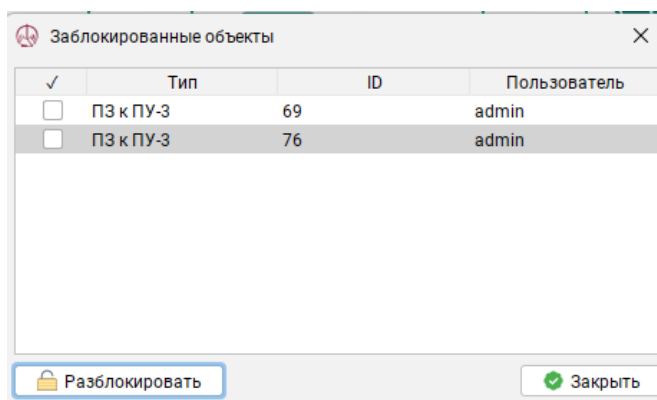 Заблокированные объекты
✓ Тип ID Пользователь
ПЗ к ПУ-3 69 admin
ПЗ к ПУ-3 76 admin
Разблокировать Закрыть